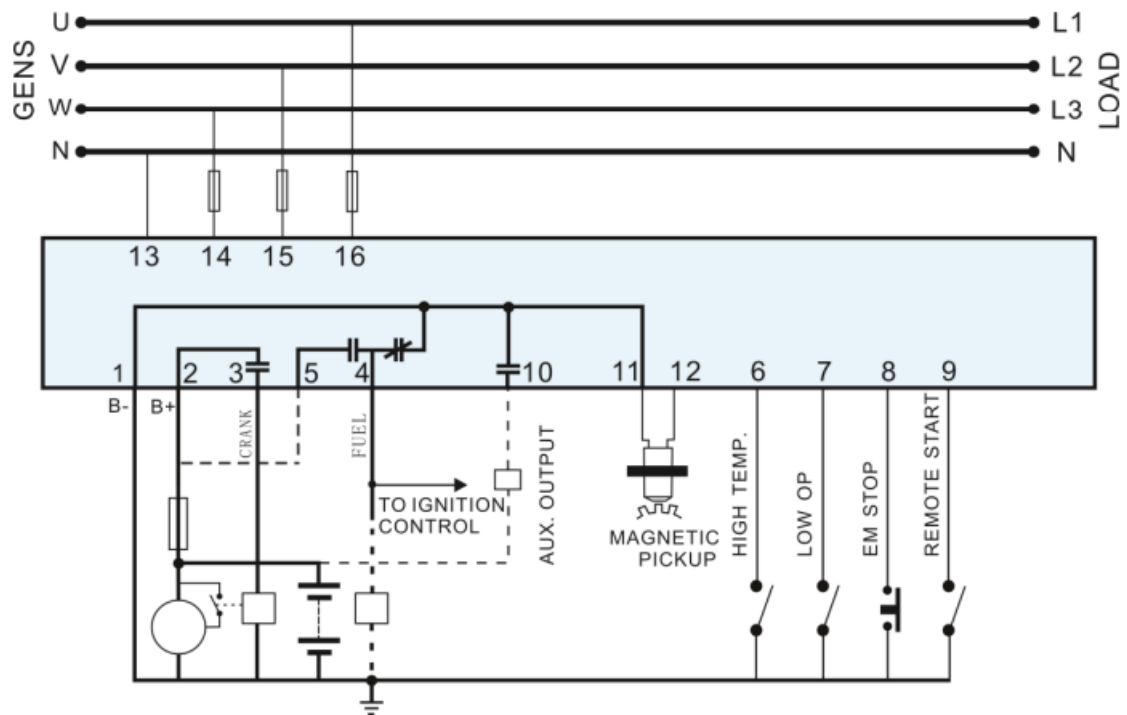 U L1
GENS V L2 LOAD
W L3
N N
13 14 15 16
1 2 3 5 4 10 11 12 6 7 8 9
B- B+
CRANK
FUEL
TO IGNITION
CONTROL
AUX. OUTPUT
MAGNETIC
PICKUP
HIGH TEMP.
LOW OP
EM STOP
REMOTE START